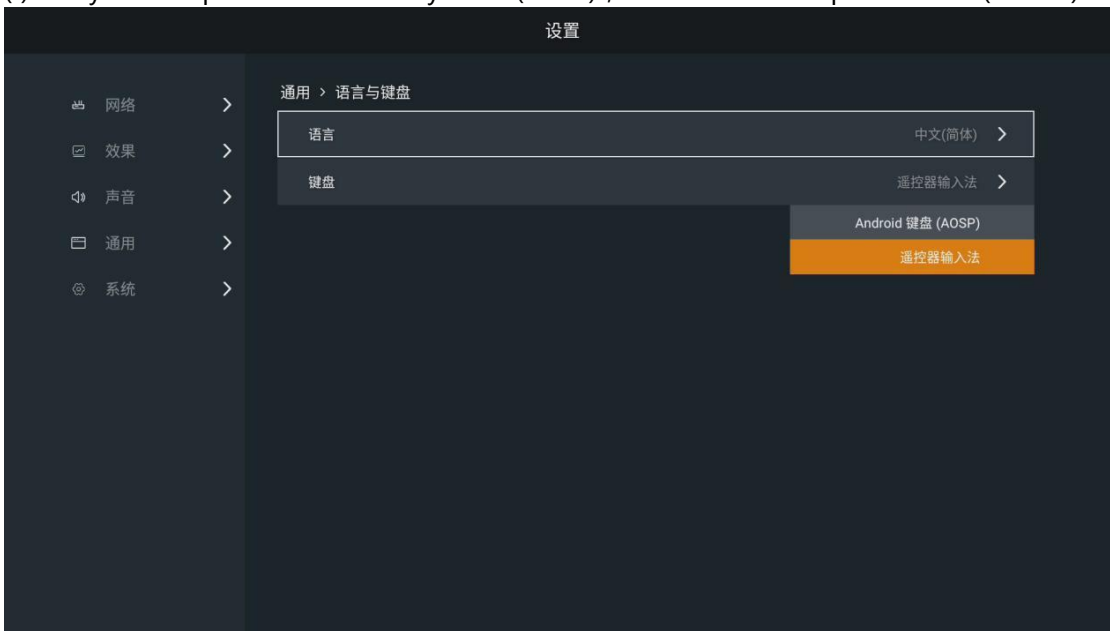 设置
网络
效果
声音
通用
系统
通用 > 语言与键盘
语言 中文(简体)
键盘 遥控器输入法
Android 键盘 (AOSP)
遥控器输入法